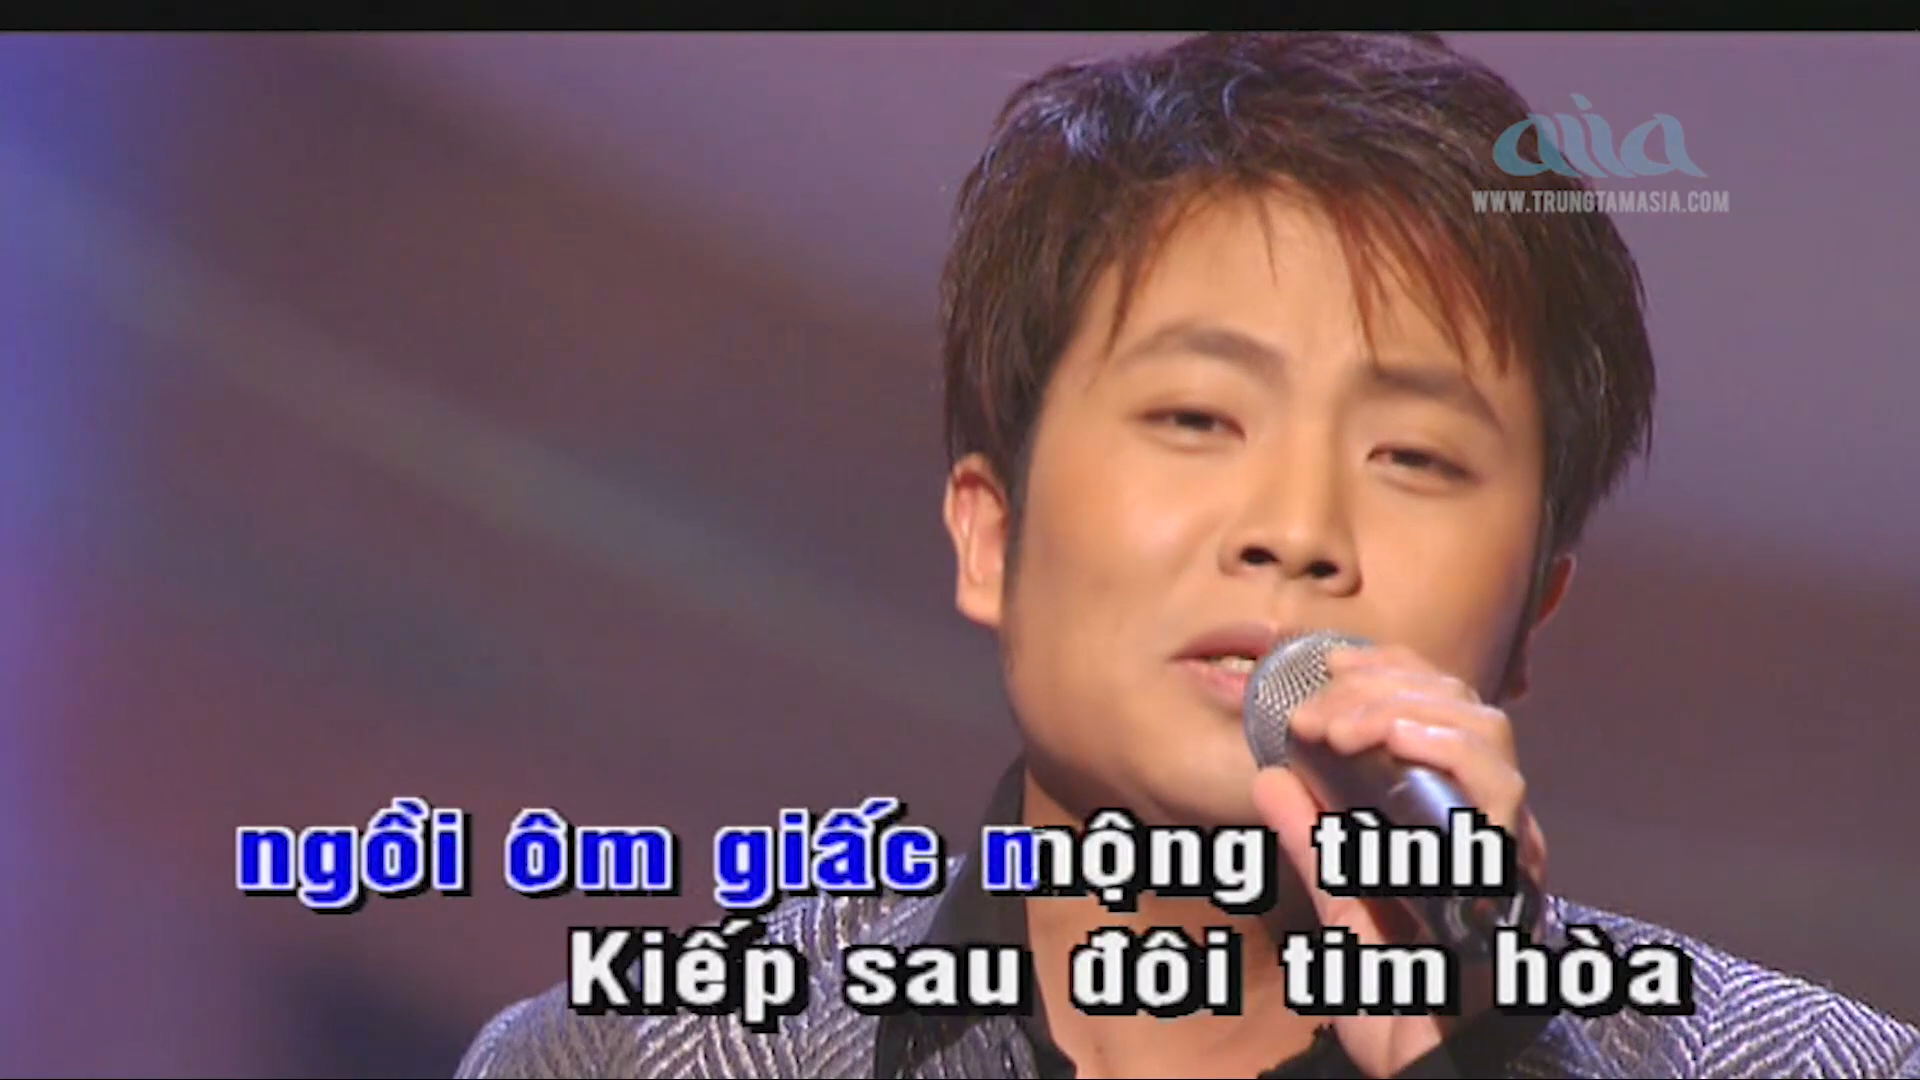 asia
WWW.TRUNGTAMASIA.COM
ngồi ôm giấc mộng tình
Kiếp sau đôi tim hòa